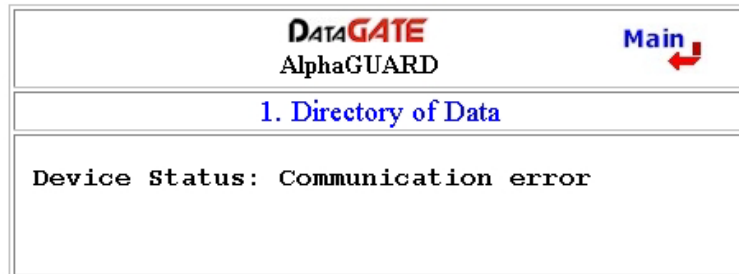 DATAGATE
AlphaGUARD
Main
1. Directory of Data
Device Status: Communication error